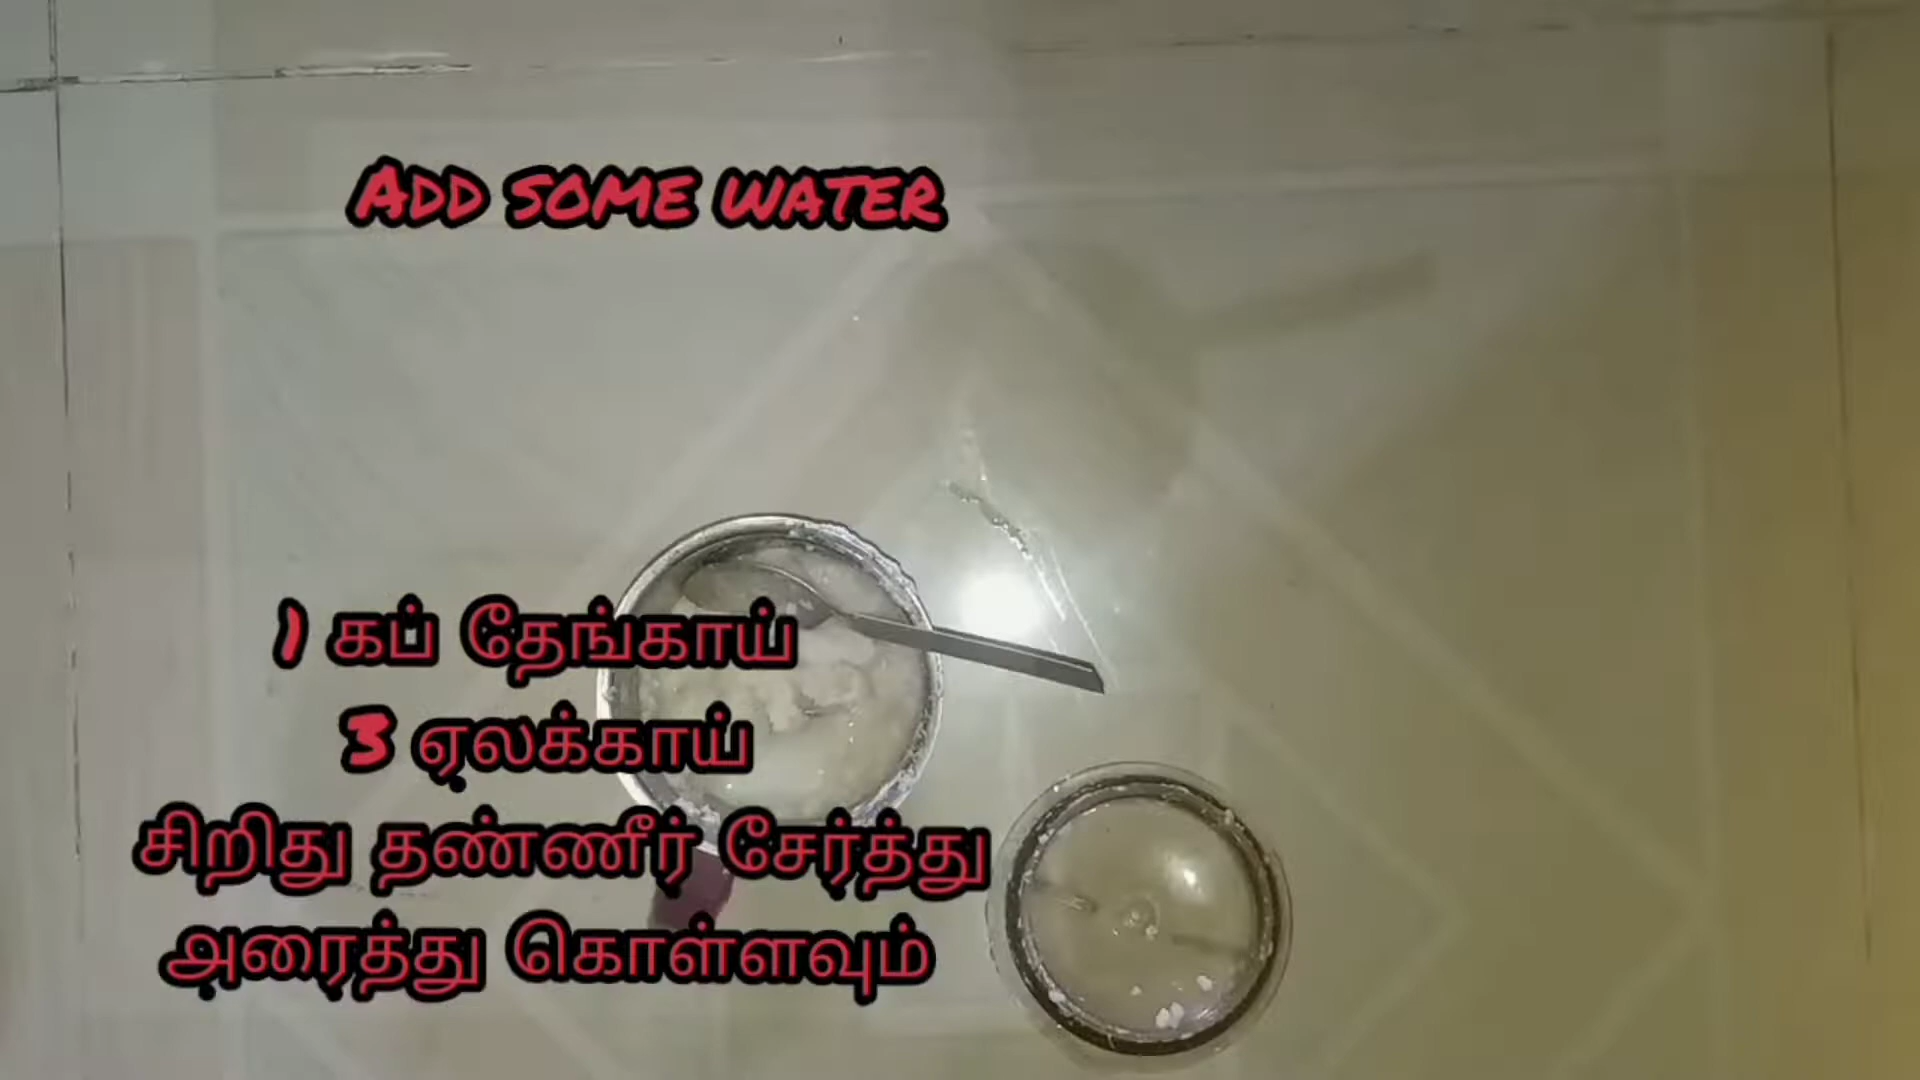 ADD SOME WATER
1 கப் தேங்காய்
3 ஏலக்காய்
சிறிது தண்ணீர் சேர்த்து
அரைத்து கொள்ளவும்